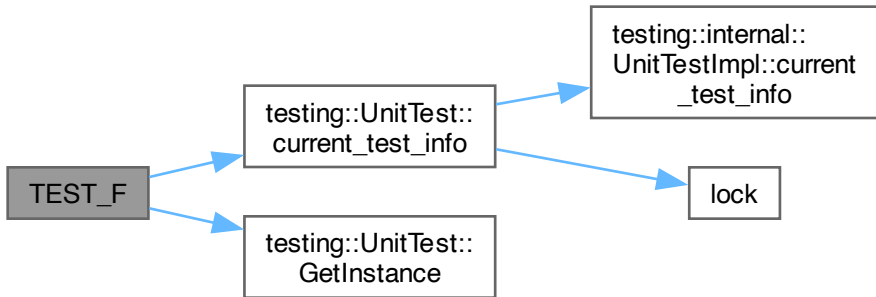 TEST_F
testing::UnitTest::
current_test_info
testing::UnitTest::
GetInstance
testing::internal::
UnitTestImpl::current
_test_info
lock